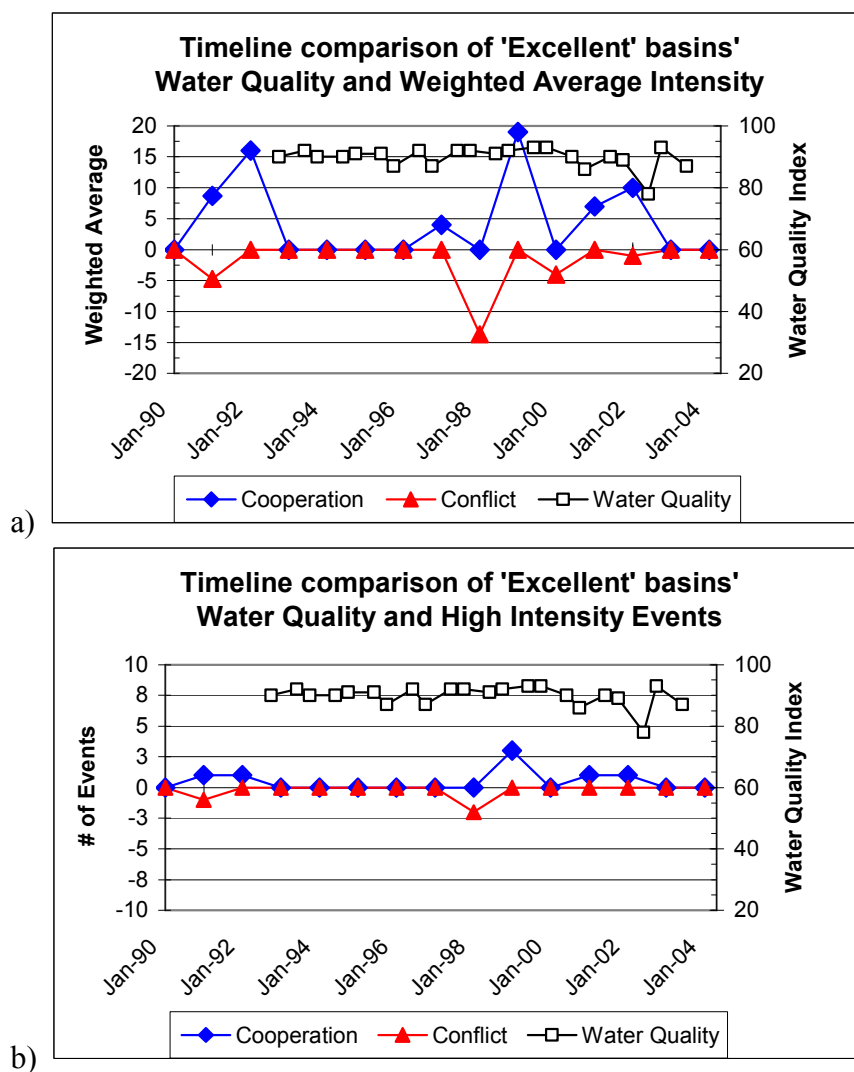 Timeline comparison of 'Excellent' basins'
Water Quality and Weighted Average Intensity
Weighted Average
20
15
10
5
0
-5
-10
-15
-20
100
80
60
40
20
Water Quality Index
Jan-90
Jan-92
Jan-94
Jan-96
Jan-98
Jan-00
Jan-02
Jan-04
Cooperation Conflict Water Quality
a)
Timeline comparison of 'Excellent' basins'
Water Quality and High Intensity Events
# of Events
10
8
5
3
0
-3
-5
-8
-10
100
80
60
40
20
Water Quality Index
Jan-90
Jan-92
Jan-94
Jan-96
Jan-98
Jan-00
Jan-02
Jan-04
Cooperation Conflict Water Quality
b)